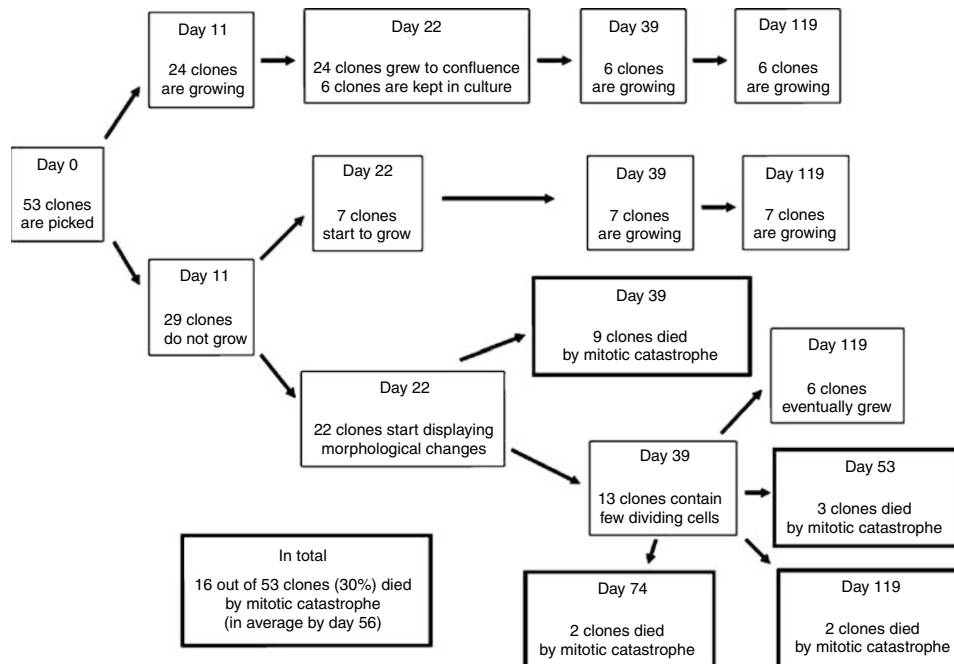 Day 11
24 clones
are growing
Day 22
24 clones grew to confluence
6 clones are kept in culture
Day 39
6 clones
are growing
Day 119
6 clones
are growing
Day 0
53 clones
are picked
Day 22
7 clones
start to grow
Day 39
7 clones
are growing
Day 119
7 clones
are growing
Day 11
29 clones
do not grow
Day 39
9 clones died
by mitotic catastrophe
Day 119
6 clones
eventually grew
Day 22
22 clones start displaying
morphological changes
Day 39
13 clones contain
few dividing cells
Day 53
3 clones died
by mitotic catastrophe
In total
16 out of 53 clones (30%) died
by mitotic catastrophe
(in average by day 56)
Day 74
2 clones died
by mitotic catastrophe
Day 119
2 clones died
by mitotic catastrophe